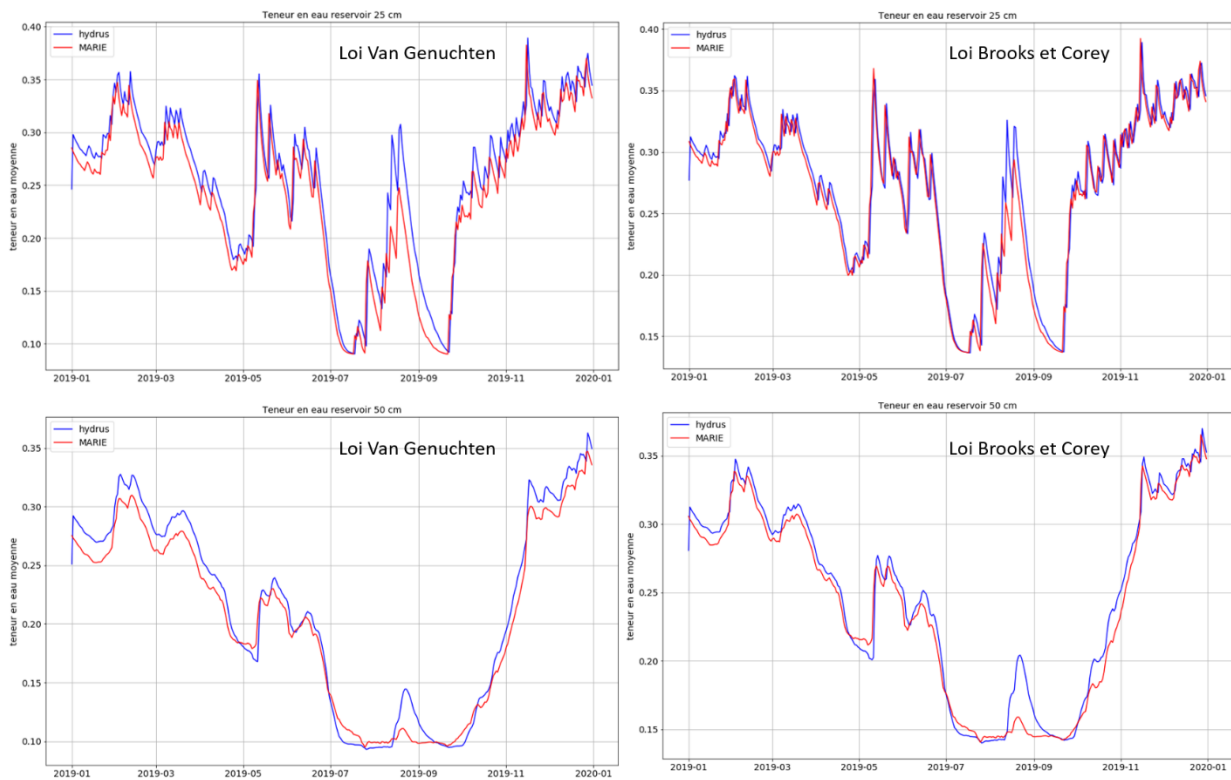 Teneur en eau reservoir 25 cm
hydrus
MARIE
Loi Van Genuchten
teneur en eau moyenne
0.40
0.35
0.30
0.25
0.20
0.15
0.10
2019-01 2019-03 2019-05 2019-07 2019-09 2019-11 2020-01
Teneur en eau reservoir 25 cm
hydrus
MARIE
Loi Brooks et Corey
teneur en eau moyenne
0.40
0.35
0.30
0.25
0.20
0.15
2019-01 2019-03 2019-05 2019-07 2019-09 2019-11 2020-01
Teneur en eau reservoir 50 cm
hydrus
MARIE
Loi Van Genuchten
teneur en eau moyenne
0.35
0.30
0.25
0.20
0.15
0.10
2019-01 2019-03 2019-05 2019-07 2019-09 2019-11 2020-01
Teneur en eau reservoir 50 cm
hydrus
MARIE
Loi Brooks et Corey
teneur en eau moyenne
0.35
0.30
0.25
0.20
0.15
2019-01 2019-03 2019-05 2019-07 2019-09 2019-11 2020-01